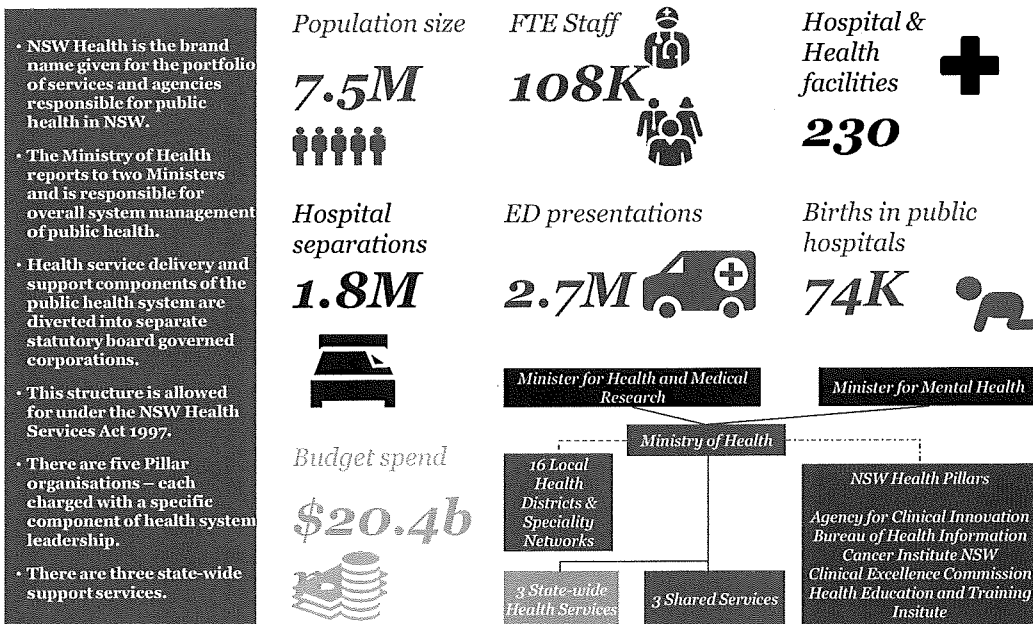 • NSW Health is the brand
name given for the portfolio
of services and agencies
responsible for public
health in NSW.
• The Ministry of Health
reports to two Ministers
and is responsible for
overall system management
of public health.
• Health service delivery and
support components of the
public health system are
diverted into separate
statutory board governed
corporations.
• This structure is allowed
for under the NSW Health
Services Act 1997.
• There are five Pillar
organisations – each
charged with a specific
component of health system
leadership.
• There are three state-wide
support services.
Population size
7.5M
FTE Staff
108K
Hospital &
Health
facilities
230
Hospital
separations
1.8M
ED presentations
2.7M
Births in public
hospitals
74K
Budget spend
$20.4b
Minister for Health and Medical
Research
Minister for Mental Health
Ministry of Health
16 Local
Health
Districts &
Speciality
Networks
NSW Health Pillars
Agency for Clinical Innovation
Bureau of Health Information
Cancer Institute NSW
Clinical Excellence Commission
Health Education and Training
Insitute
3 State-wide
Health Services
3 Shared Services